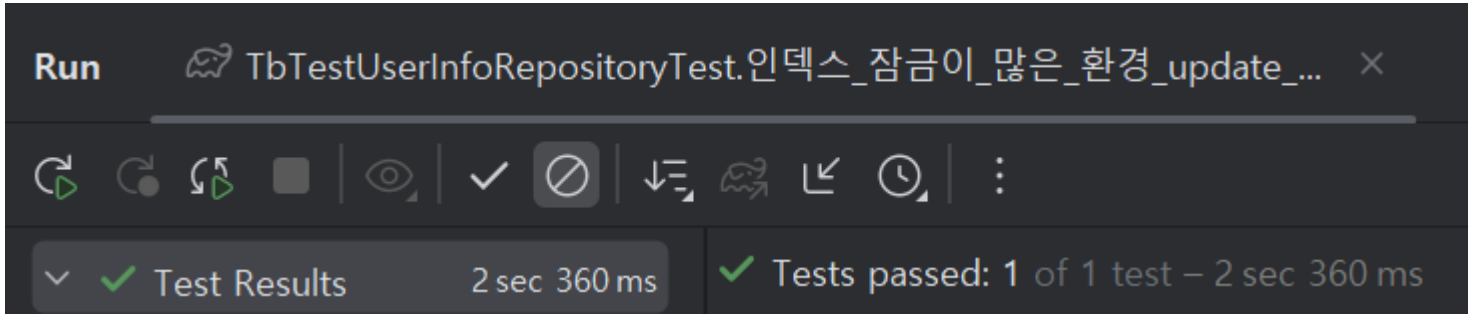 Run TbTestUserInfoRepositoryTest.인덱스_잠금이_많은_환경_update_...
Test Results 2 sec 360 ms Tests passed: 1 of 1 test – 2 sec 360 ms